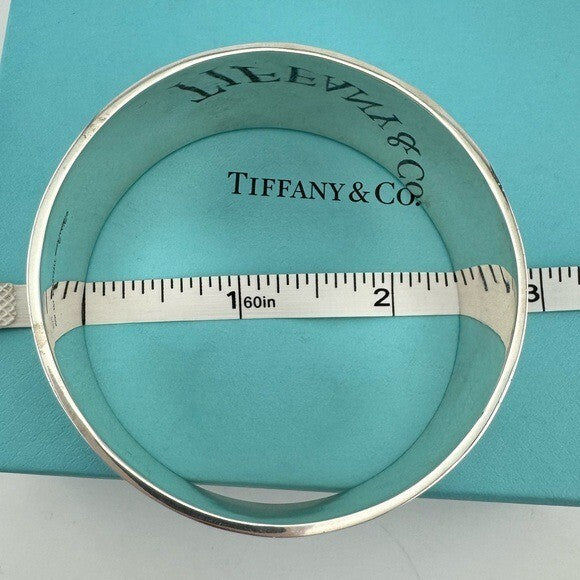 TIFFANY & CO.
TIFFANY & CO.
1 2 3
60in